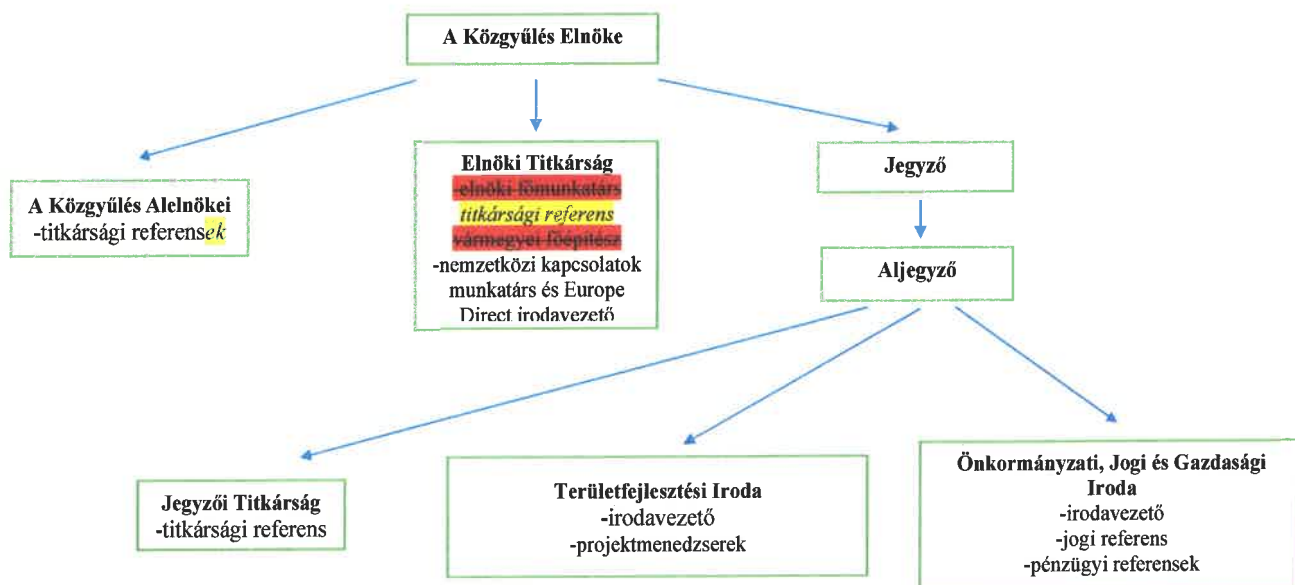 A Közgyűlés Elnöke
Elnöki Titkárság
-elnöki főmunkatárs
titkársági referens
vármegyei főépítész
-nemzetközi kapcsolatok
munkatárs és Europe
Direct irodavezető
Jegyző
A Közgyűlés Alelnökei
-titkársági referensek
Aljegyző
Jegyzői Titkárság
-titkársági referens
Területfejlesztési Iroda
-irodavezető
-projektmenedzserek
Önkormányzati, Jogi és Gazdasági
Iroda
-irodavezető
-jogi referens
-pénzügyi referensek